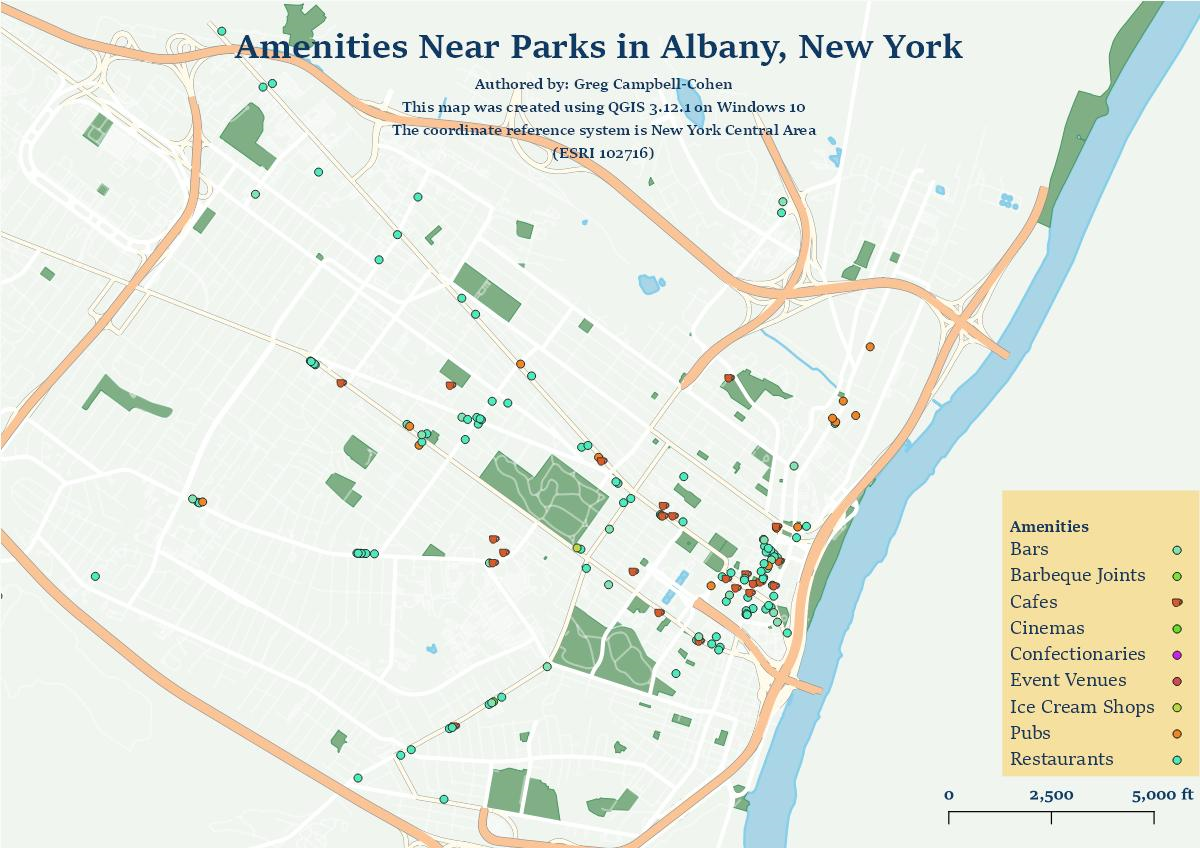 Amenities Near Parks in Albany, New York
Authored by: Greg Campbell-Cohen
This map was created using QGIS 3.12.1 on Windows 10
The coordinate reference system is New York Central Area
(ESRI 102716)
Amenities
Bars
Barbeque Joints
Cafes
Cinemas
Confectionaries
Event Venues
Ice Cream Shops
Pubs
Restaurants
0 2,500 5,000 ft